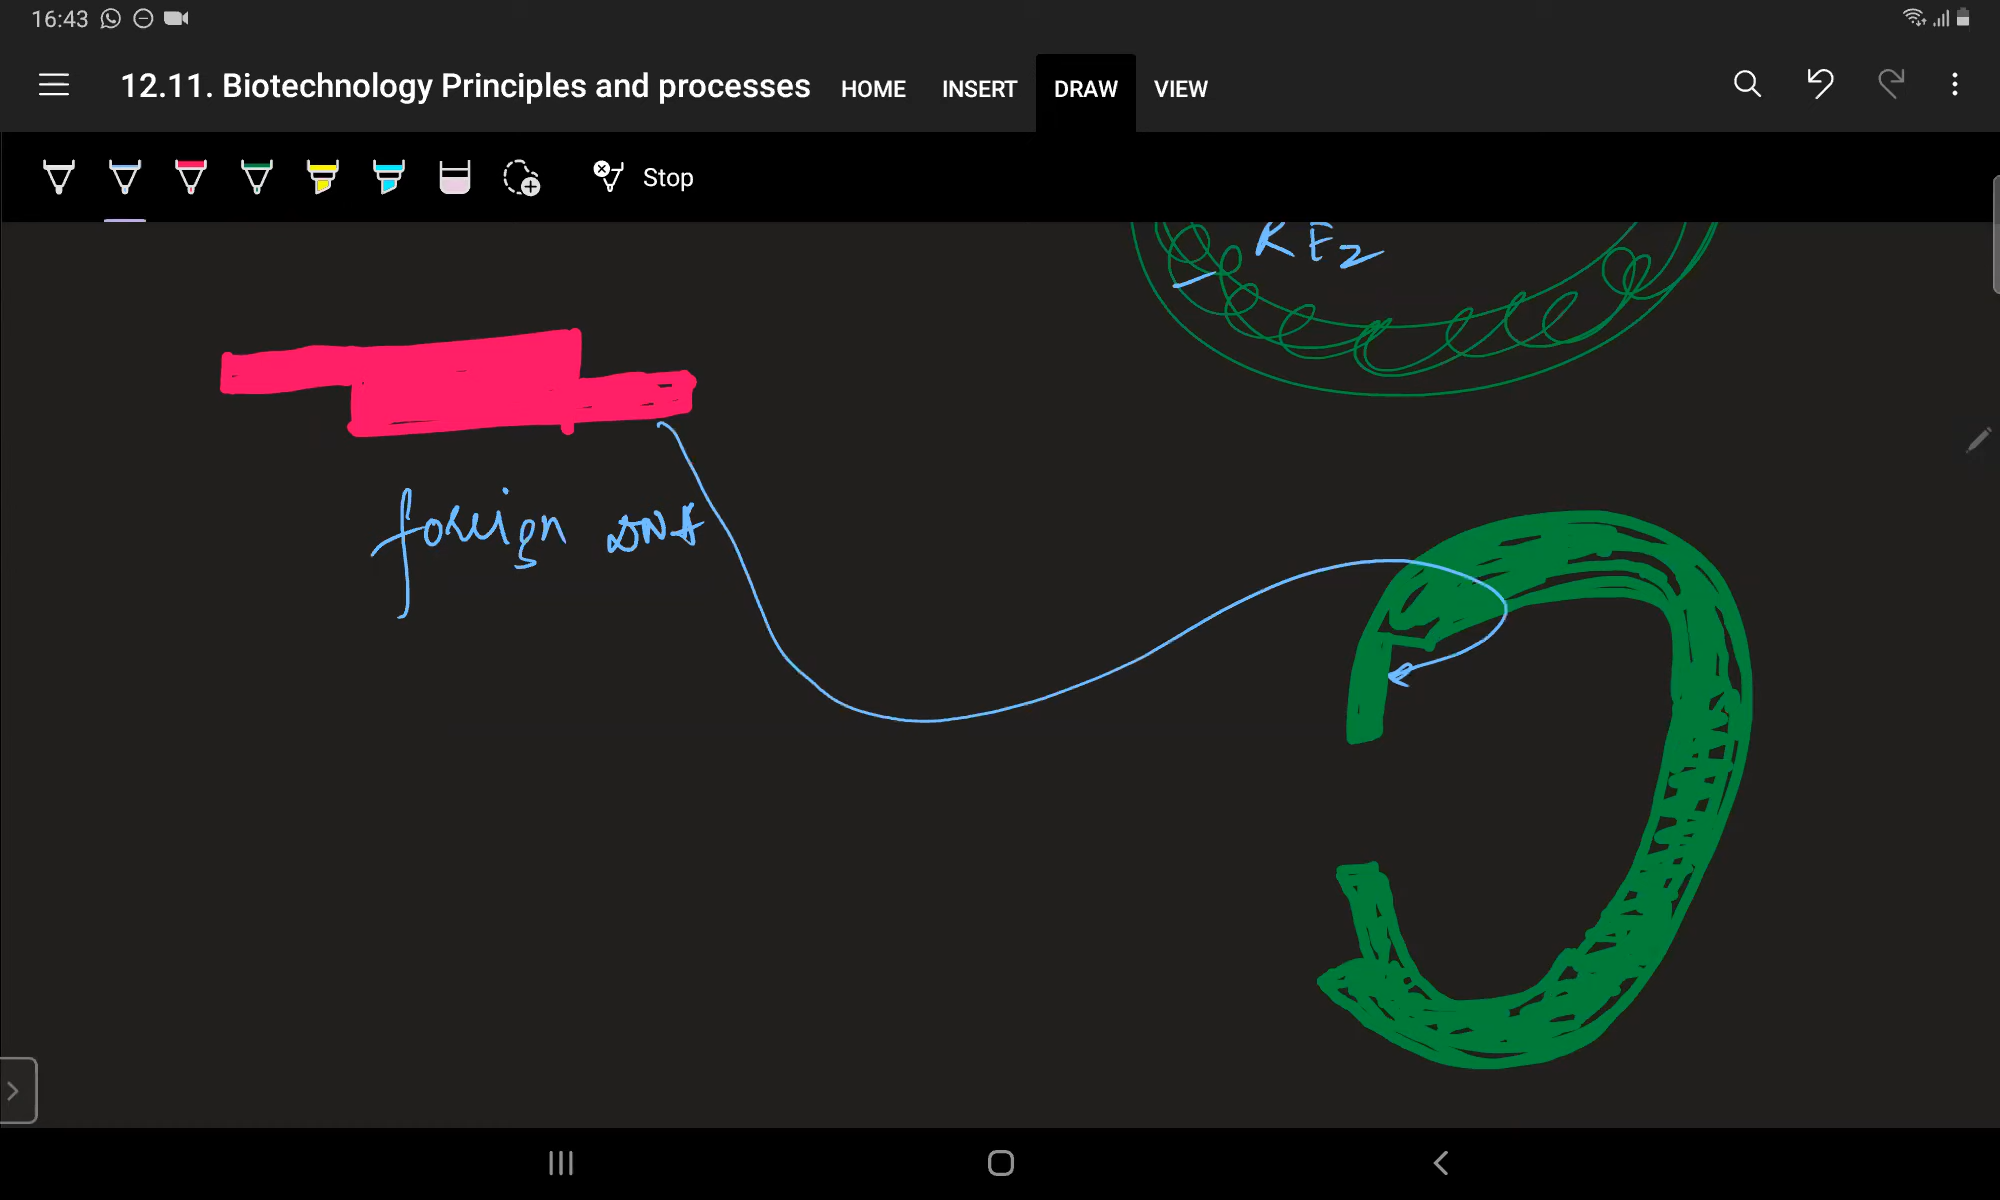 16:43
12.11. Biotechnology Principles and processes HOME INSERT DRAW VIEW
Stop
RE2
foreign DNA